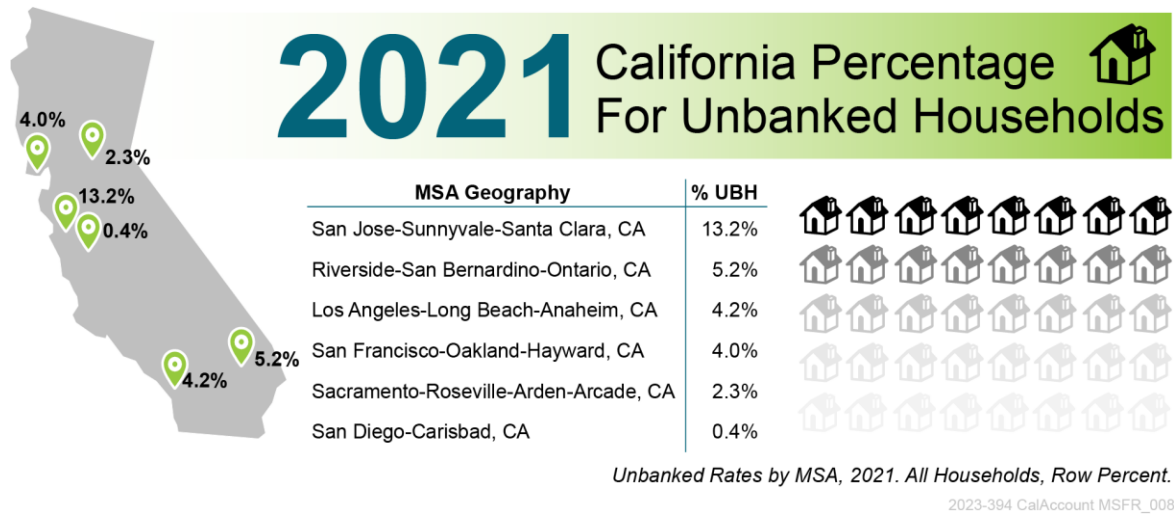 2021
California Percentage
For Unbanked Households
4.0%
2.3%
13.2%
0.4%
5.2%
4.2%
MSA Geography % UBH
San Jose-Sunnyvale-Santa Clara, CA 13.2%
Riverside-San Bernardino-Ontario, CA 5.2%
Los Angeles-Long Beach-Anaheim, CA 4.2%
San Francisco-Oakland-Hayward, CA 4.0%
Sacramento-Roseville-Arden-Arcade, CA 2.3%
San Diego-Carisbad, CA 0.4%
Unbanked Rates by MSA, 2021. All Households, Row Percent.
2023-394 CalAccount MSFR_008